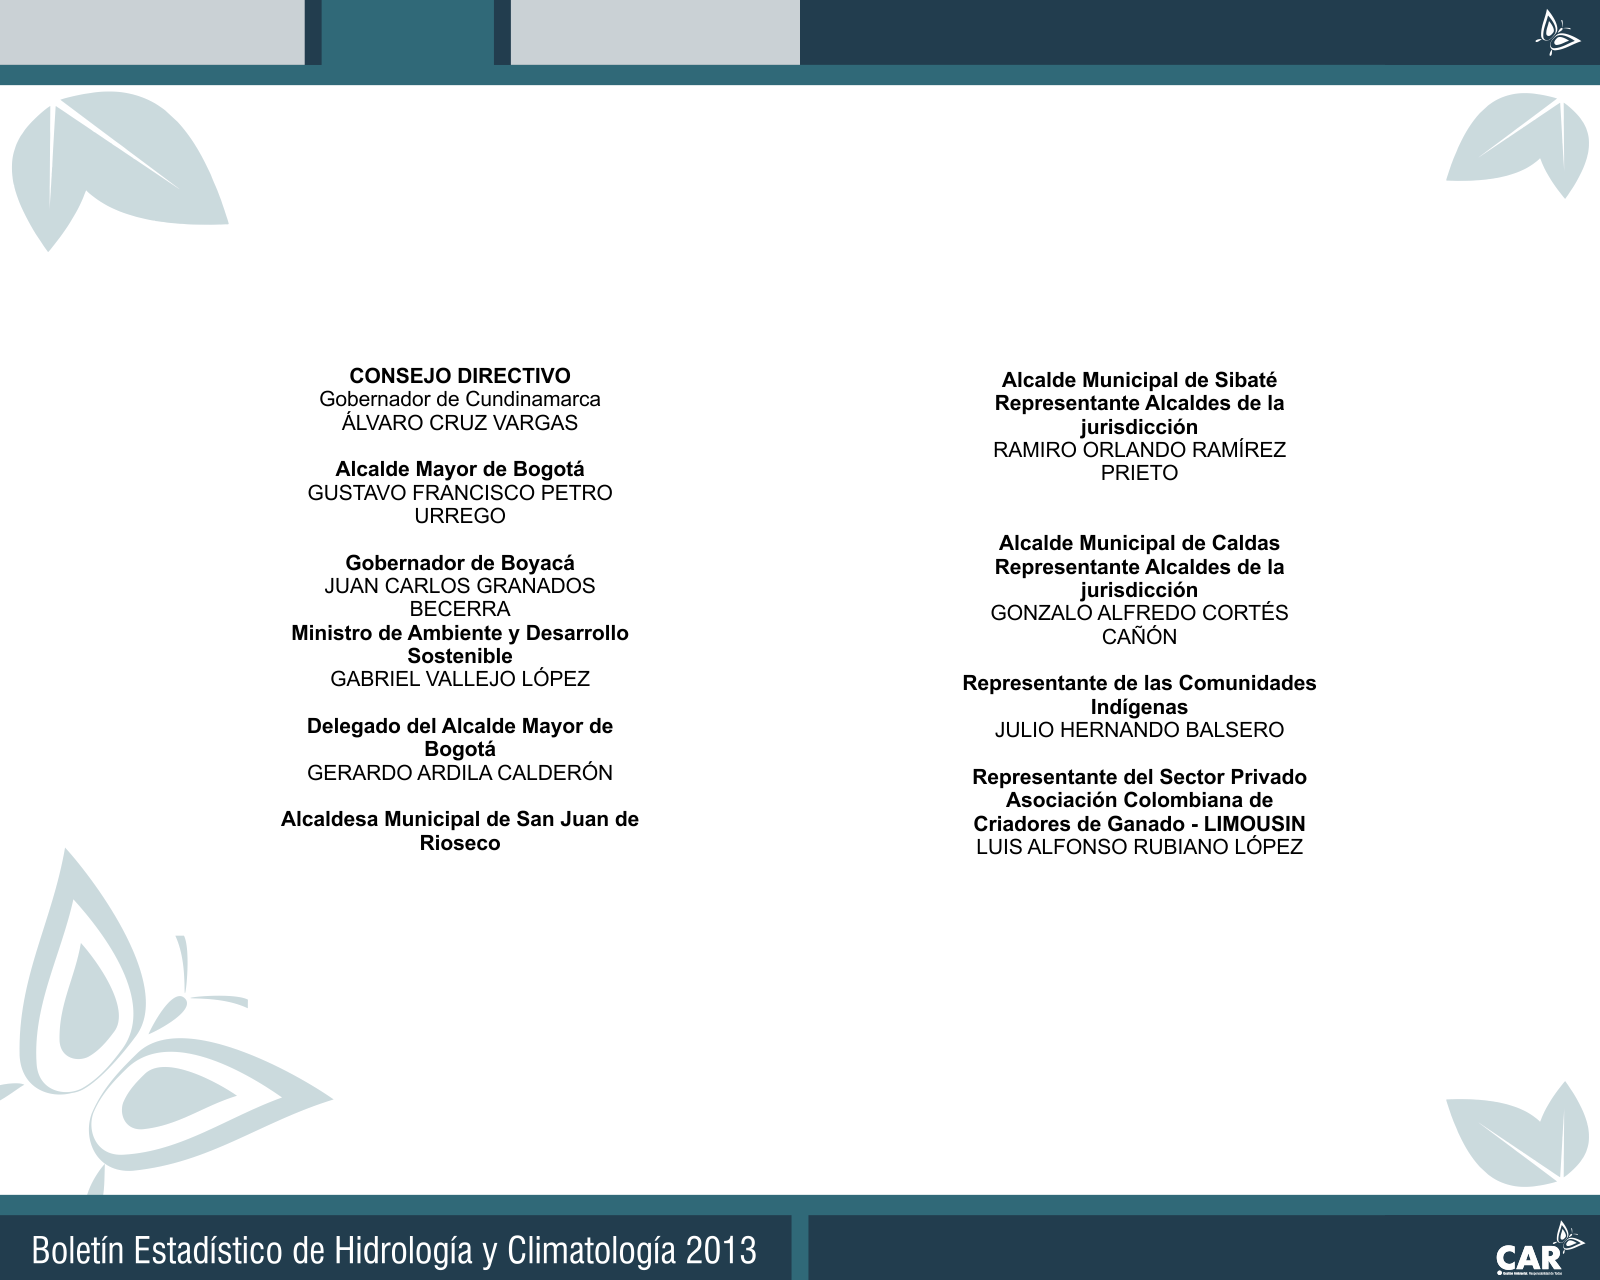 CONSEJO DIRECTIVO
Gobernador de Cundinamarca
ÁLVARO CRUZ VARGAS
Alcalde Mayor de Bogotá
GUSTAVO FRANCISCO PETRO
URREGO
Gobernador de Boyacá
JUAN CARLOS GRANADOS
BECERRA
Ministro de Ambiente y Desarrollo
Sostenible
GABRIEL VALLEJO LÓPEZ
Delegado del Alcalde Mayor de
Bogotá
GERARDO ARDILA CALDERÓN
Alcaldesa Municipal de San Juan de
Rioseco
Alcalde Municipal de Sibaté
Representante Alcaldes de la
jurisdicción
RAMIRO ORLANDO RAMÍREZ
PRIETO
Alcalde Municipal de Caldas
Representante Alcaldes de la
jurisdicción
GONZALO ALFREDO CORTÉS
CAÑÓN
Representante de las Comunidades
Indígenas
JULIO HERNANDO BALSERO
Representante del Sector Privado
Asociación Colombiana de
Criadores de Ganado - LIMOUSIN
LUIS ALFONSO RUBIANO LÓPEZ
Boletín Estadístico de Hidrología y Climatología 2013
CAR